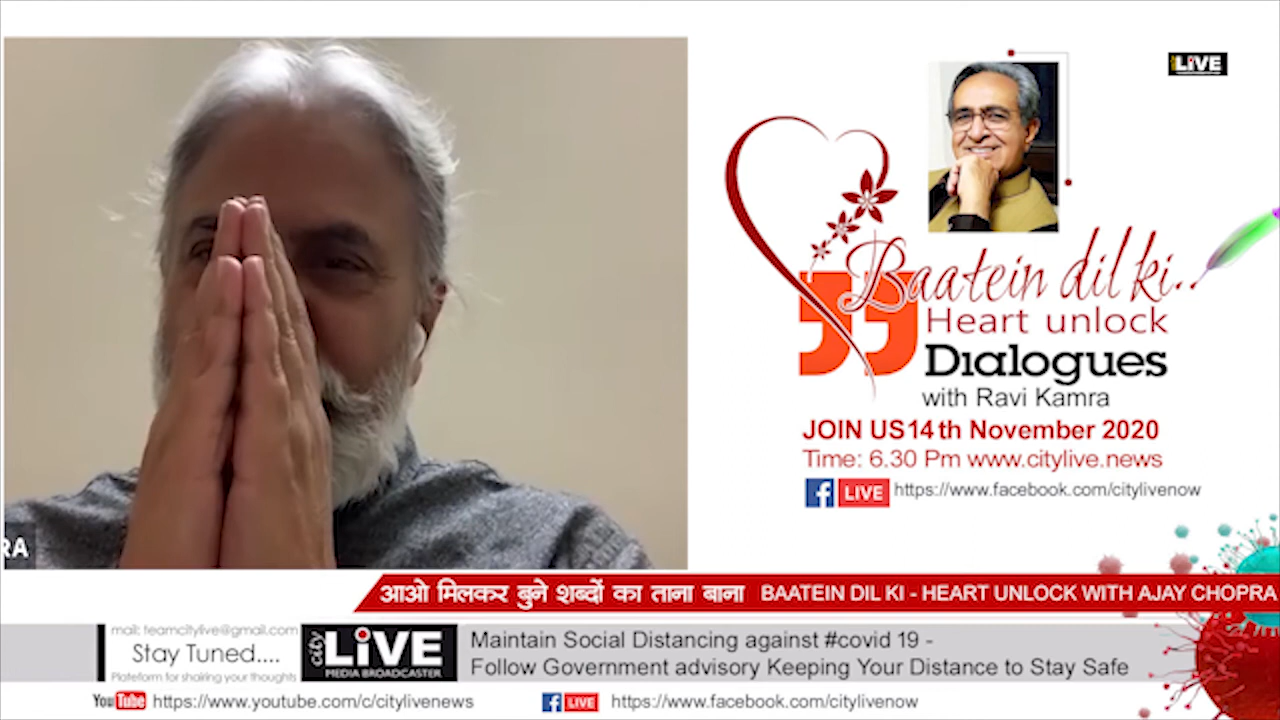 LiVE
Baatein dil ki..
Heart unlock
Dialogues
with Ravi Kamra
JOIN US 14th November 2020
Time: 6.30 Pm www.citylive.news
f LIVE https://www.facebook.com/citylivenow
RA
आओ मिलकर बुने शब्दों का ताना बाना BAATEIN DIL KI - HEART UNLOCK WITH AJAY CHOPRA
mail: teamcitylive@gmail.com
Stay Tuned....
Plateform for shaking your thoughts
city LiVE
MEDIA BROADCASTER
Maintain Social Distancing against #covid 19 -
Follow Government advisory Keeping Your Distance to Stay Safe
YouTube https://www.youtube.com/c/citylivenews
f LIVE https://www.facebook.com/citylivenow